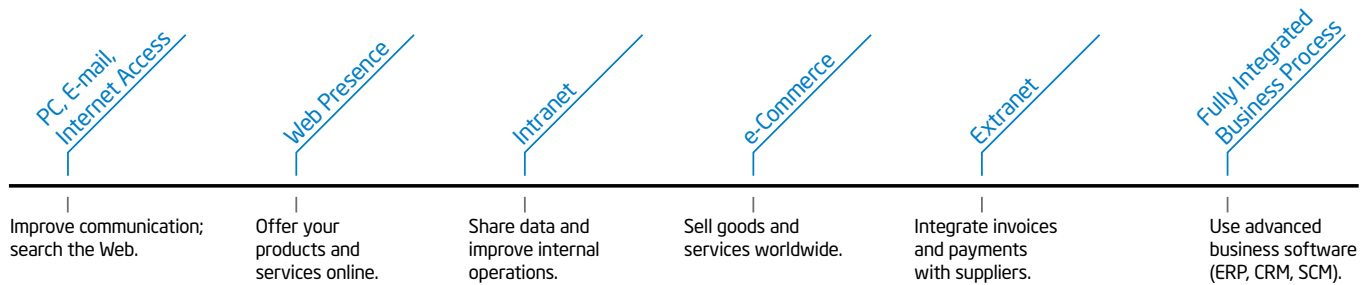 PC, E-mail,
Internet Access
Web Presence
Intranet
e-Commerce
Extranet
Fully Integrated
Business Process
Improve communication;
search the Web.
Offer your
products and
services online.
Share data and
improve internal
operations.
Sell goods and
services worldwide.
Integrate invoices
and payments
with suppliers.
Use advanced
business software
(ERP, CRM, SCM).